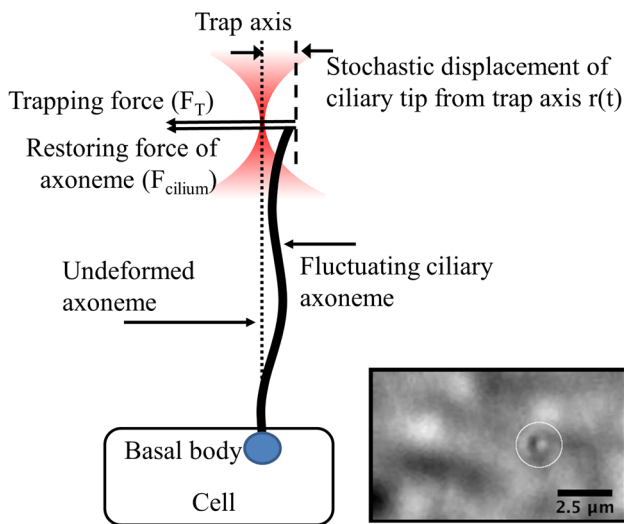 Trap axis
Stochastic displacement of
ciliary tip from trap axis r(t)
Trapping force (F_T)
Restoring force of
axoneme (F_cilium)
Undeformed
axoneme
Fluctuating ciliary
axoneme
Basal body
Cell
2.5 μm